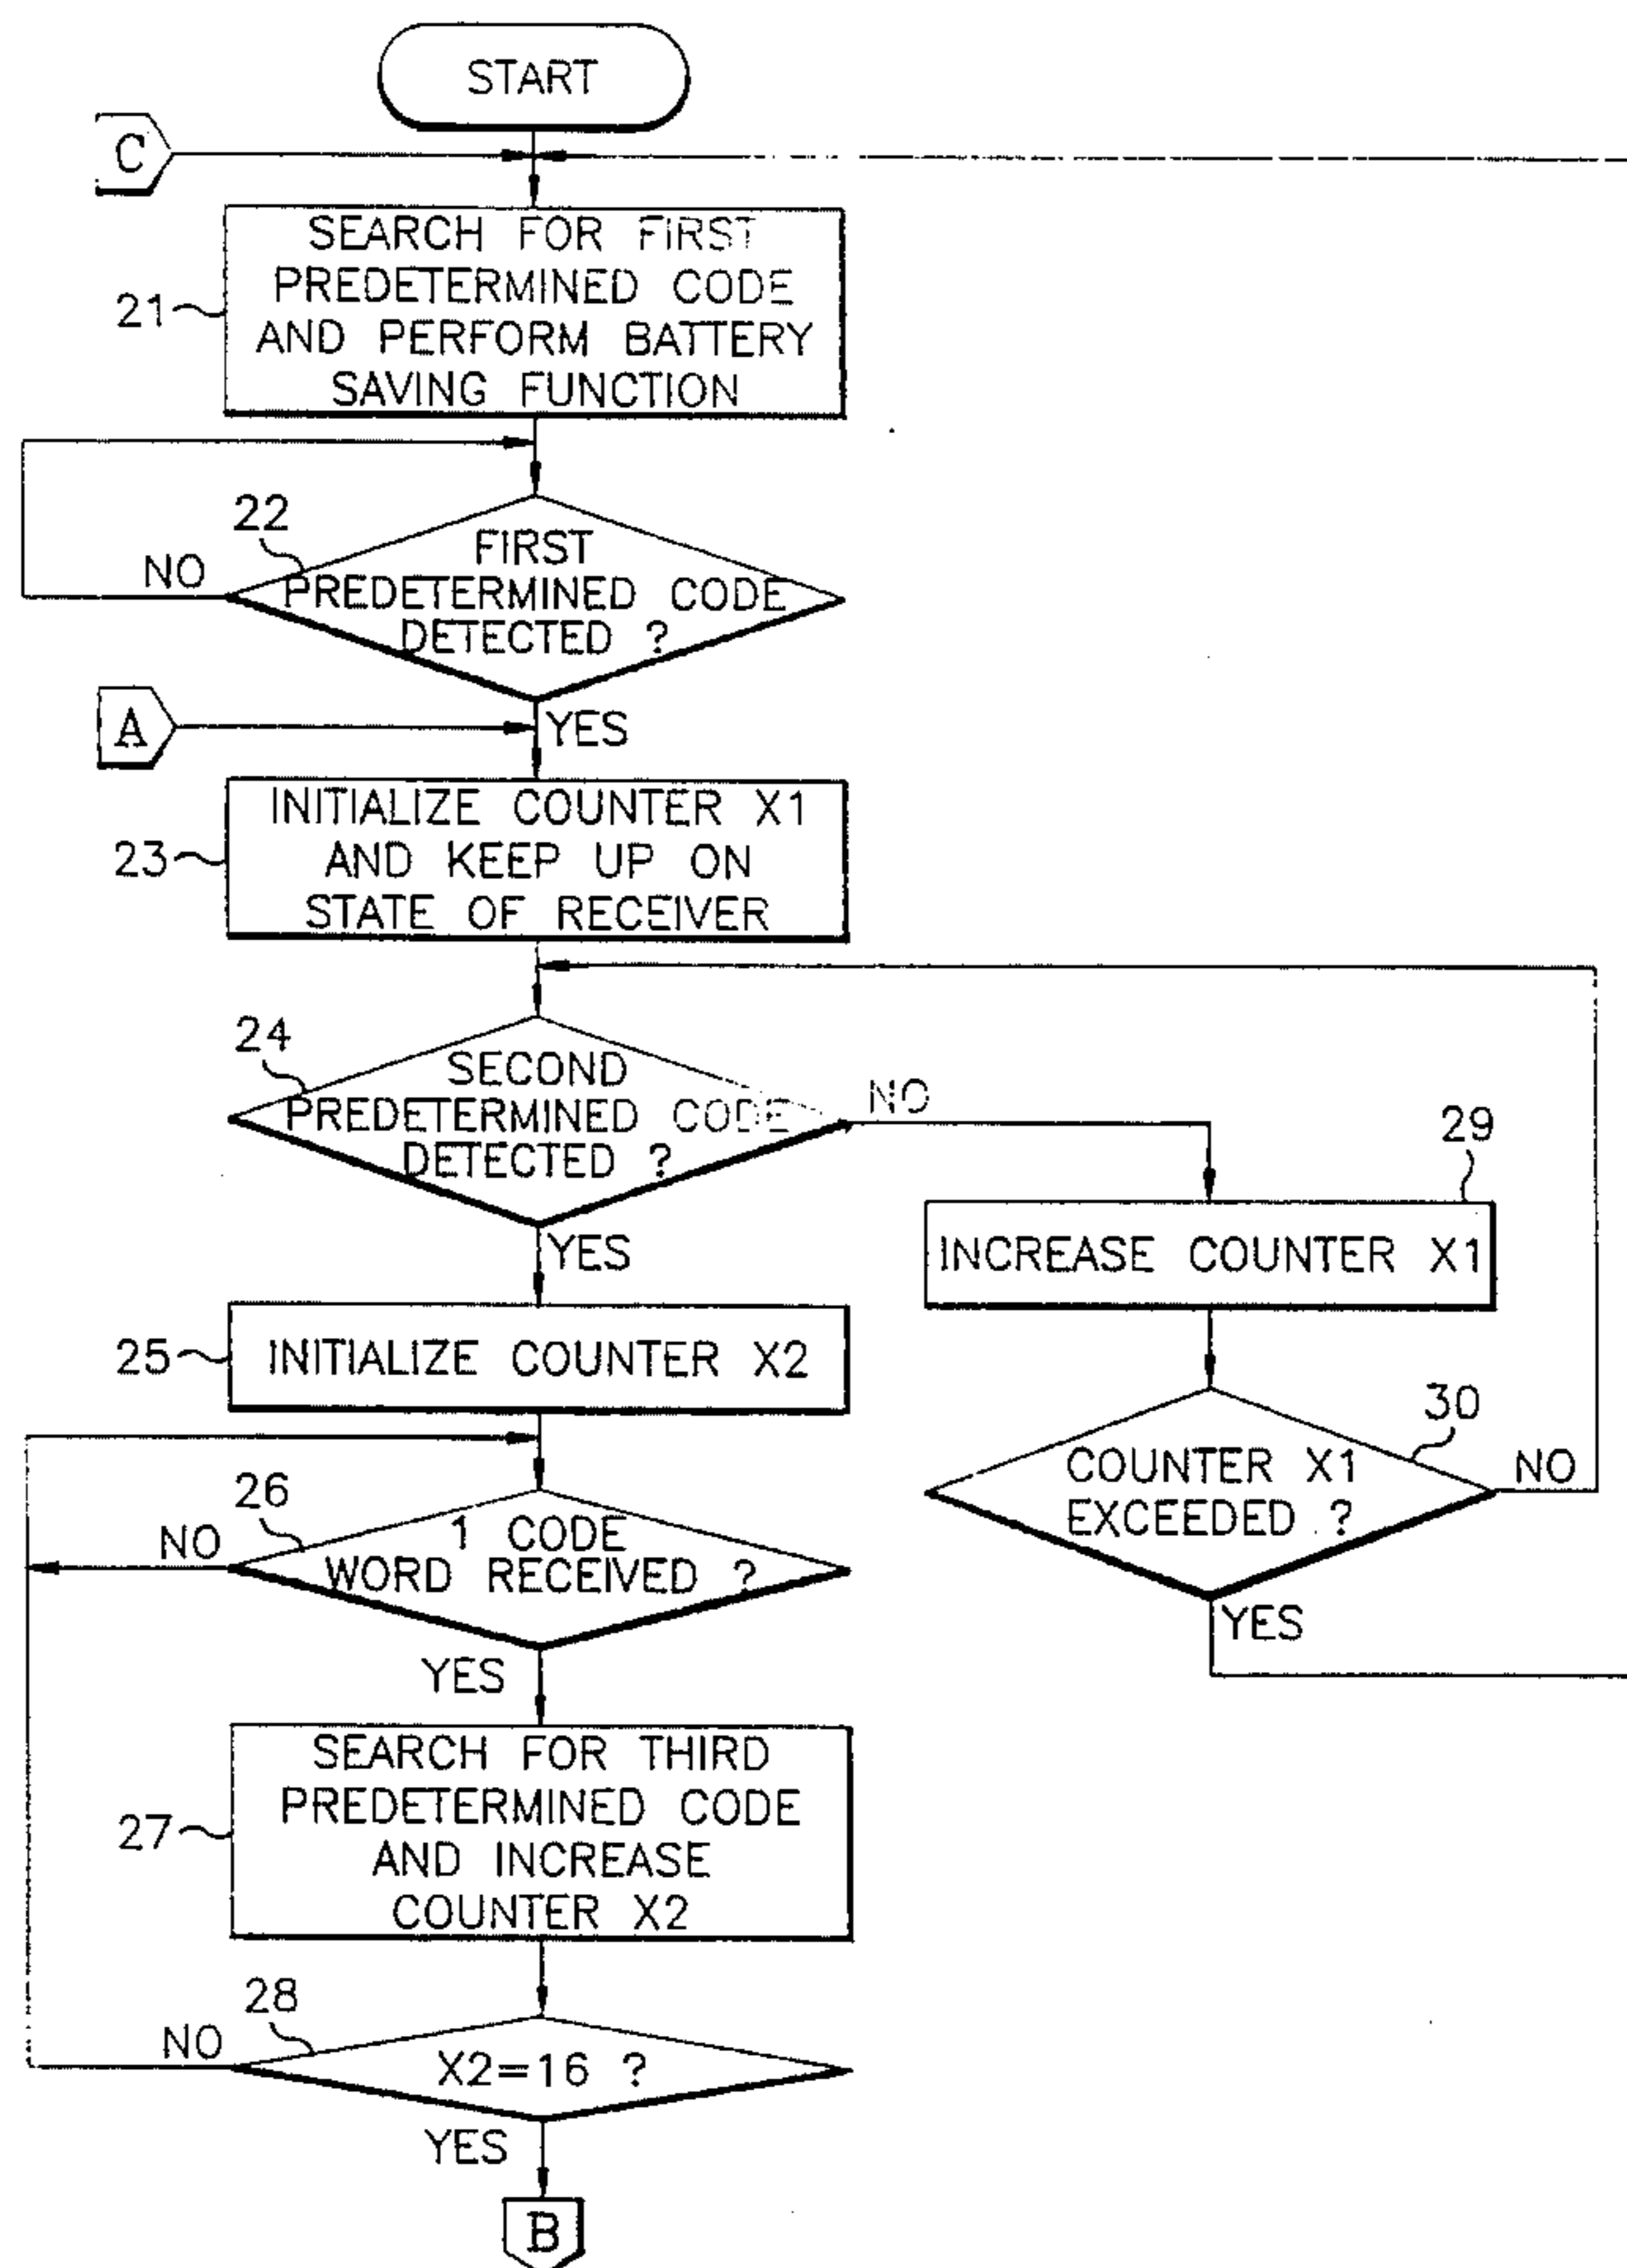 START
C
SEARCH FOR FIRST
PREDETERMINED CODE
AND PERFORM BATTERY
SAVING FUNCTION
21
22
FIRST
PREDETERMINED CODE
DETECTED ?
NO
A
YES
INITIALIZE COUNTER X1
AND KEEP UP ON
STATE OF RECEIVER
23
24
SECOND
PREDETERMINED CODE
DETECTED ?
NO
YES
29
INCREASE COUNTER X1
25
INITIALIZE COUNTER X2
30
COUNTER X1
EXCEEDED ?
NO
YES
26
1 CODE
WORD RECEIVED ?
NO
YES
SEARCH FOR THIRD
PREDETERMINED CODE
AND INCREASE
COUNTER X2
27
28
X2=16 ?
NO
YES
B